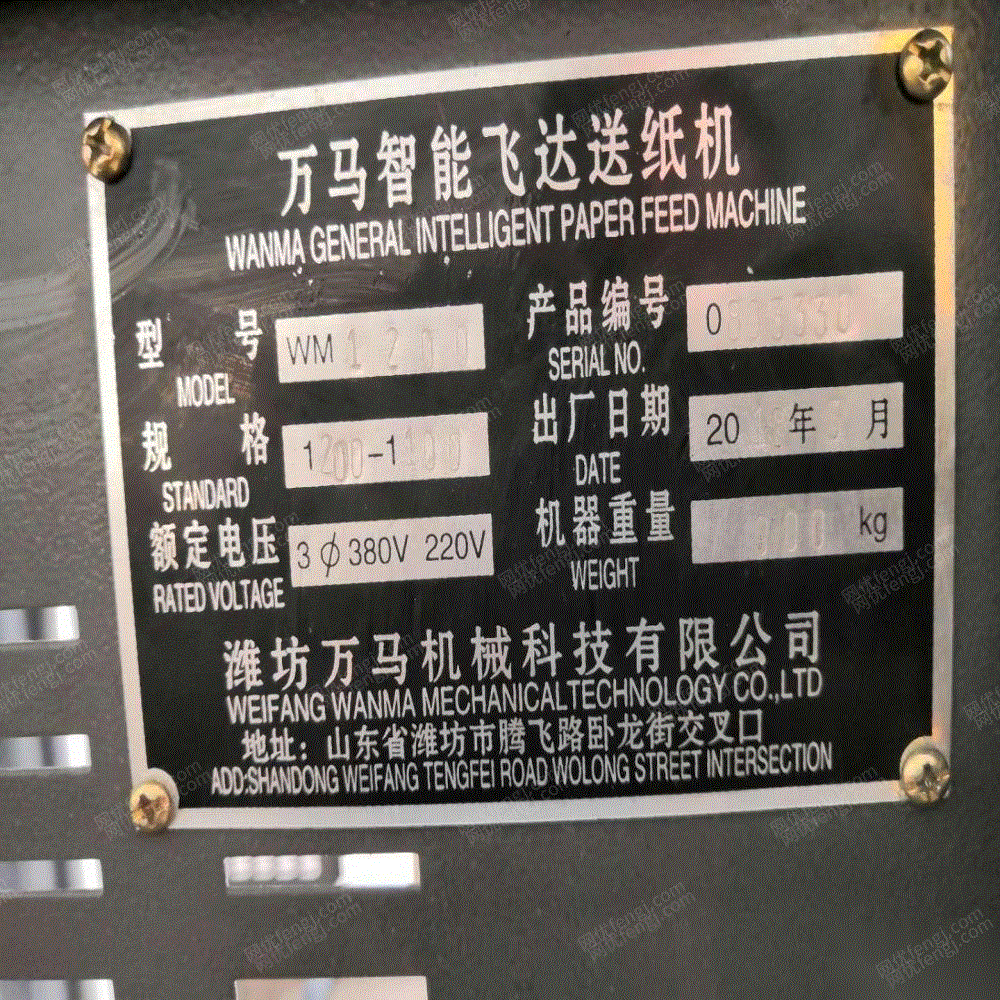 万马智能飞达送纸机
WANMA GENERAL INTELLIGENT PAPER FEED MACHINE
型 号 WM1200
MODEL
产品编号
SERIAL NO.
规 格 1200-1100
STANDARD
出厂日期 20 年 月
DATE
额定电压 3ϕ380V 220V
RATED VOLTAGE
机器重量 kg
WEIGHT
潍坊万马机械科技有限公司
WEIFANG WANMA MECHANICALTECHNOLOGY CO.,LTD
地址：山东省潍坊市腾飞路卧龙街交叉口
ADD:SHANDONG WEIFANG TENGFEI ROAD WOLONG STREET INTERSECTION